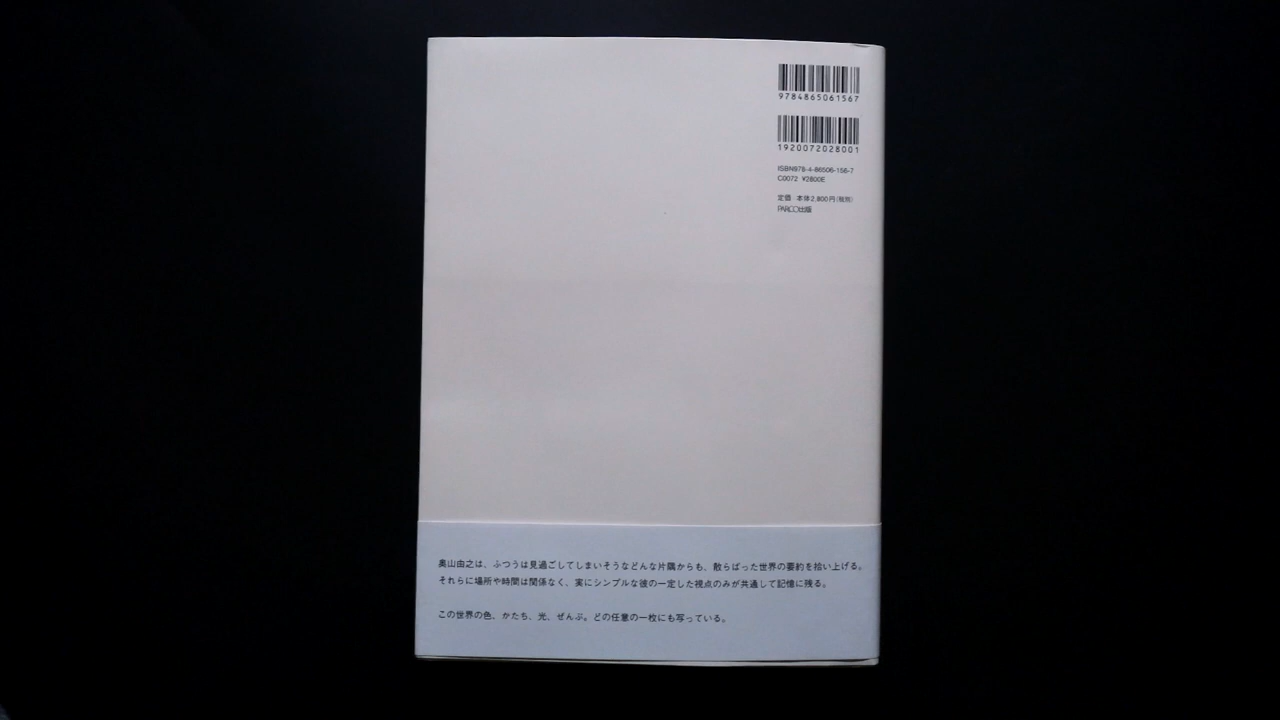 9784865061567
1920072028001
ISBN978-4-86506-156-7
C0072 ¥2800E
定価 本体2,800円(税別)
PARCO出版
奥山由之は、ふつうは見過ごしてしまいそうなどんな片隅からも、散らばった世界の要約を拾い上げる。
それらに場所や時間は関係なく、実にシンプルな彼の一定した視点のみが共通して記憶に残る。
この世界の色、かたち、光、ぜんぶ。どの任意の一枚にも写っている。